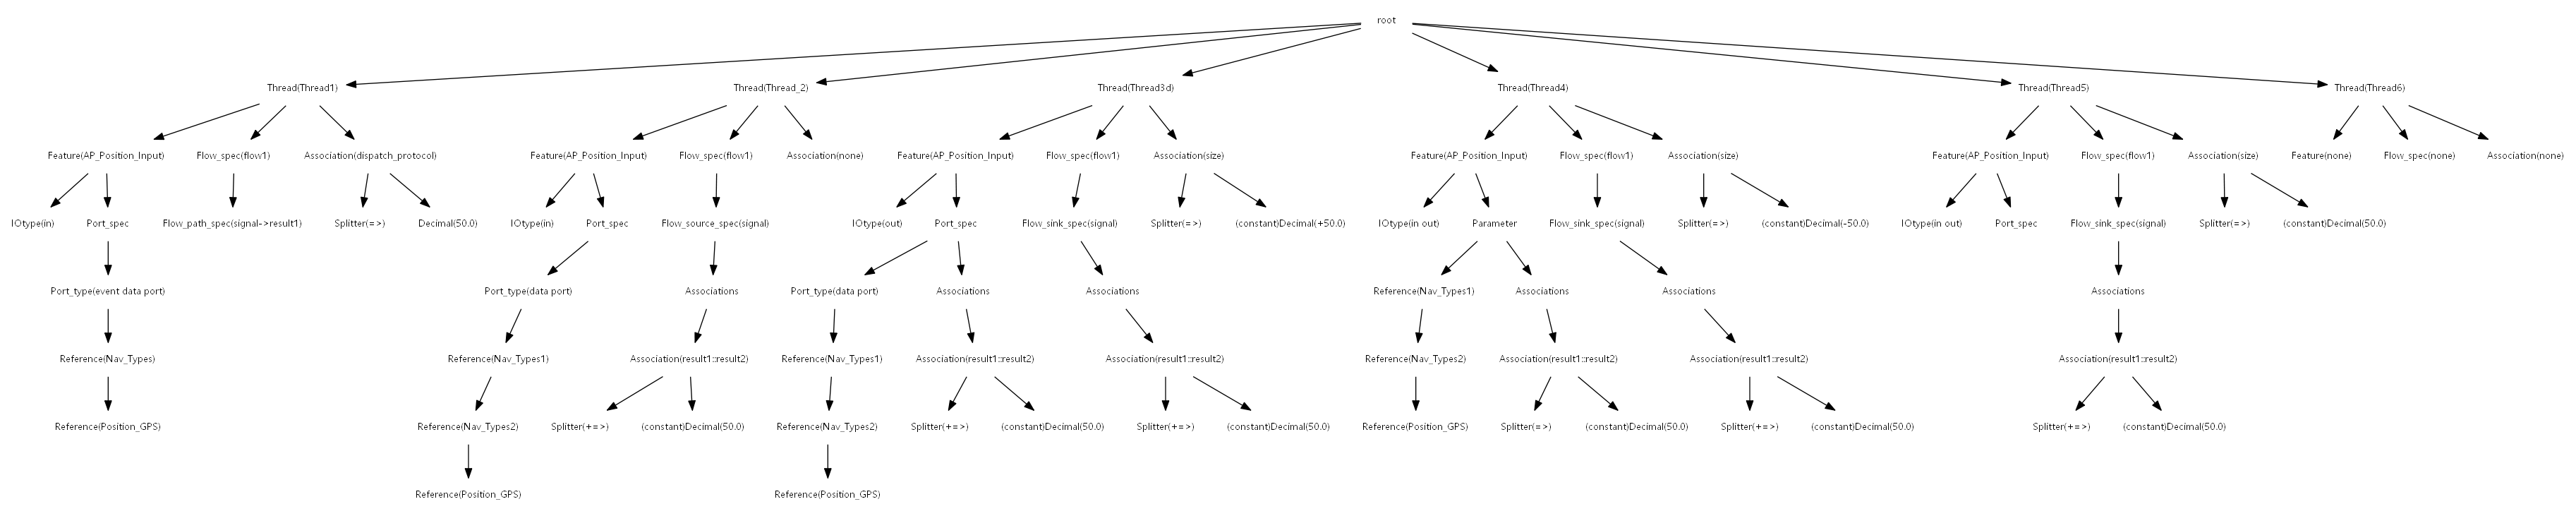 root
Thread(Thread1)
Thread(Thread_2)
Thread(Thread3d)
Thread(Thread4)
Thread(Thread5)
Thread(Thread6)
Feature(AP_Position_Input)
Flow_spec(flow1)
Association(dispatch_protocol)
Feature(AP_Position_Input)
Flow_spec(flow1)
Association(none)
Feature(AP_Position_Input)
Flow_spec(flow1)
Association(size)
Feature(AP_Position_Input)
Flow_spec(flow1)
Association(size)
Feature(AP_Position_Input)
Flow_spec(flow1)
Association(size)
Feature(none)
Flow_spec(none)
Association(none)
IOtype(in)
Port_spec
Flow_path_spec(signal->result1)
Splitter(=>)
Decimal(50.0)
IOtype(in)
Port_spec
Flow_source_spec(signal)
IOtype(out)
Port_spec
Flow_sink_spec(signal)
Splitter(=>)
(constant)Decimal(+50.0)
IOtype(in out)
Parameter
Flow_sink_spec(signal)
Splitter(=>)
(constant)Decimal(-50.0)
IOtype(in out)
Port_spec
Flow_sink_spec(signal)
Splitter(=>)
(constant)Decimal(50.0)
Port_type(event data port)
Port_type(data port)
Associations
Port_type(data port)
Associations
Associations
Reference(Nav_Types1)
Associations
Associations
Associations
Reference(Nav_Types)
Reference(Nav_Types1)
Association(result1::result2)
Reference(Nav_Types1)
Association(result1::result2)
Association(result1::result2)
Reference(Nav_Types2)
Association(result1::result2)
Association(result1::result2)
Association(result1::result2)
Reference(Position_GPS)
Reference(Nav_Types2)
Splitter(+=>)
(constant)Decimal(50.0)
Reference(Nav_Types2)
Splitter(+=>)
(constant)Decimal(50.0)
Splitter(+=>)
(constant)Decimal(50.0)
Reference(Position_GPS)
Splitter(=>)
(constant)Decimal(50.0)
Splitter(+=>)
(constant)Decimal(50.0)
Splitter(+=>)
(constant)Decimal(50.0)
Reference(Position_GPS)
Reference(Position_GPS)